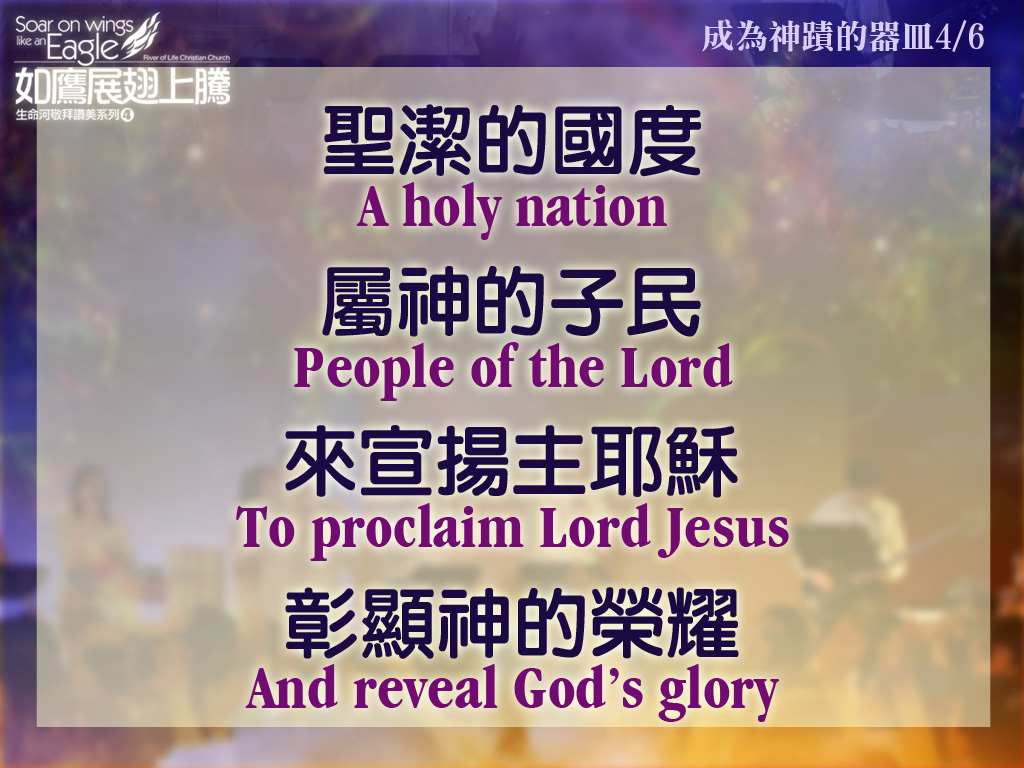 Soar on wings
like an Eagle
River of Life Christian Church
如鷹展翅上騰
生命河敬拜讚美系列4
成為神蹟的器皿4/6
聖潔的國度
A holy nation
屬神的子民
People of the Lord
來宣揚主耶穌
To proclaim Lord Jesus
彰顯神的榮耀
And reveal God's glory